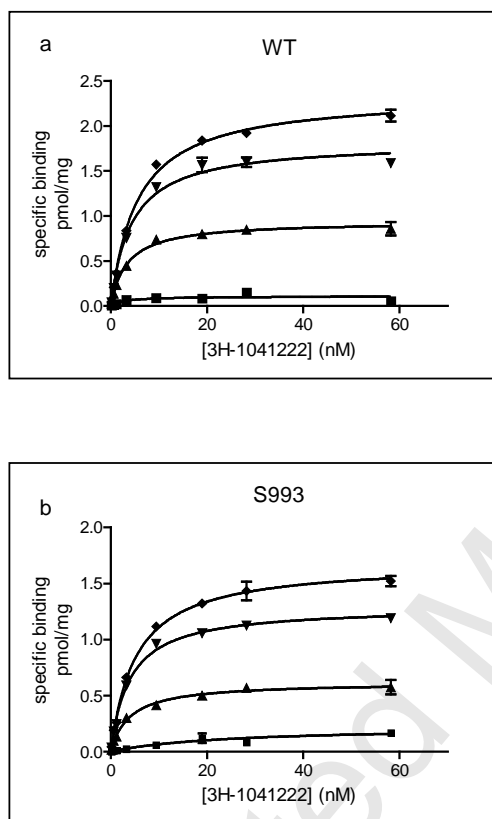 a
WT
2.5
2.0
1.5
1.0
0.5
0.0
specific binding
pmol/mg
0 20 40 60
[3H-1041222] (nM)
b
S993
2.0
1.5
1.0
0.5
0.0
specific binding
pmol/mg
0 20 40 60
[3H-1041222] (nM)
ted M